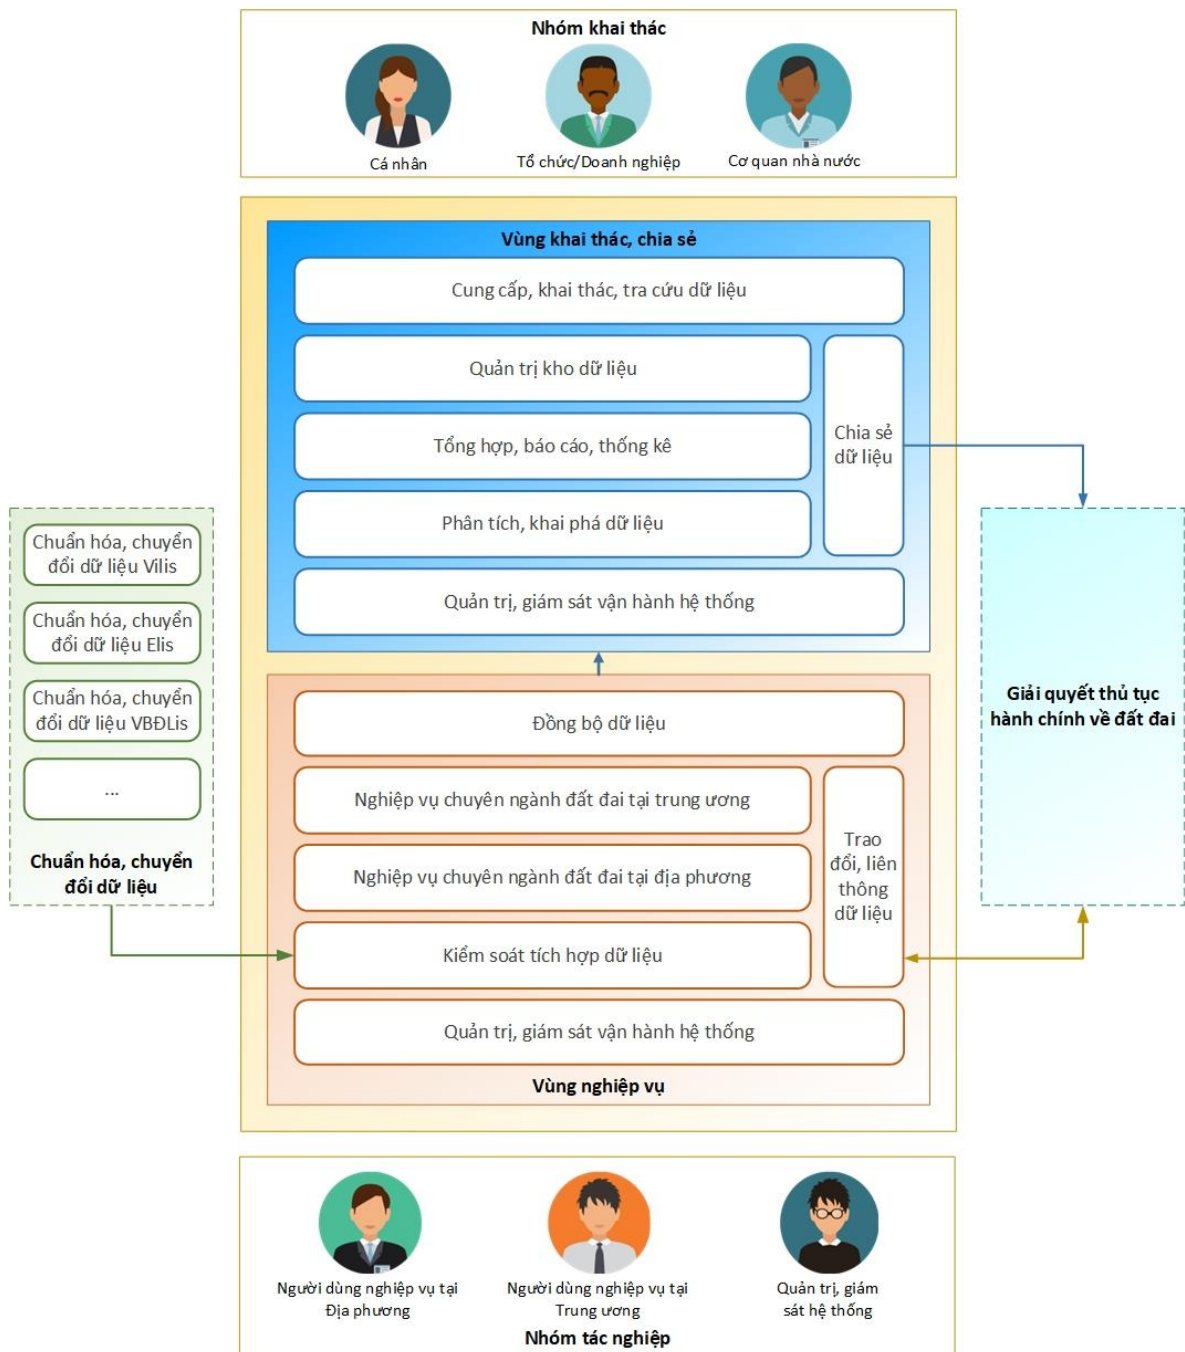 Nhóm khai thác
Cá nhân
Tổ chức/Doanh nghiệp
Cơ quan nhà nước
Vùng khai thác, chia sẻ
Cung cấp, khai thác, tra cứu dữ liệu
Quản trị kho dữ liệu
Tổng hợp, báo cáo, thống kê
Phân tích, khai phá dữ liệu
Chia sẻ
dữ liệu
Quản trị, giám sát vận hành hệ thống
Chuẩn hóa, chuyển
đổi dữ liệu Vilis
Chuẩn hóa, chuyển
đổi dữ liệu Elis
Chuẩn hóa, chuyển
đổi dữ liệu VBĐLis
...
Chuẩn hóa, chuyển
đổi dữ liệu
Giải quyết thủ tục
hành chính về đất đai
Đồng bộ dữ liệu
Nghiệp vụ chuyên ngành đất đai tại trung ương
Nghiệp vụ chuyên ngành đất đai tại địa phương
Kiểm soát tích hợp dữ liệu
Trao
đổi, liên
thông
dữ liệu
Quản trị, giám sát vận hành hệ thống
Vùng nghiệp vụ
Người dùng nghiệp vụ tại
Địa phương
Người dùng nghiệp vụ tại
Trung ương
Quản trị, giám
sát hệ thống
Nhóm tác nghiệp